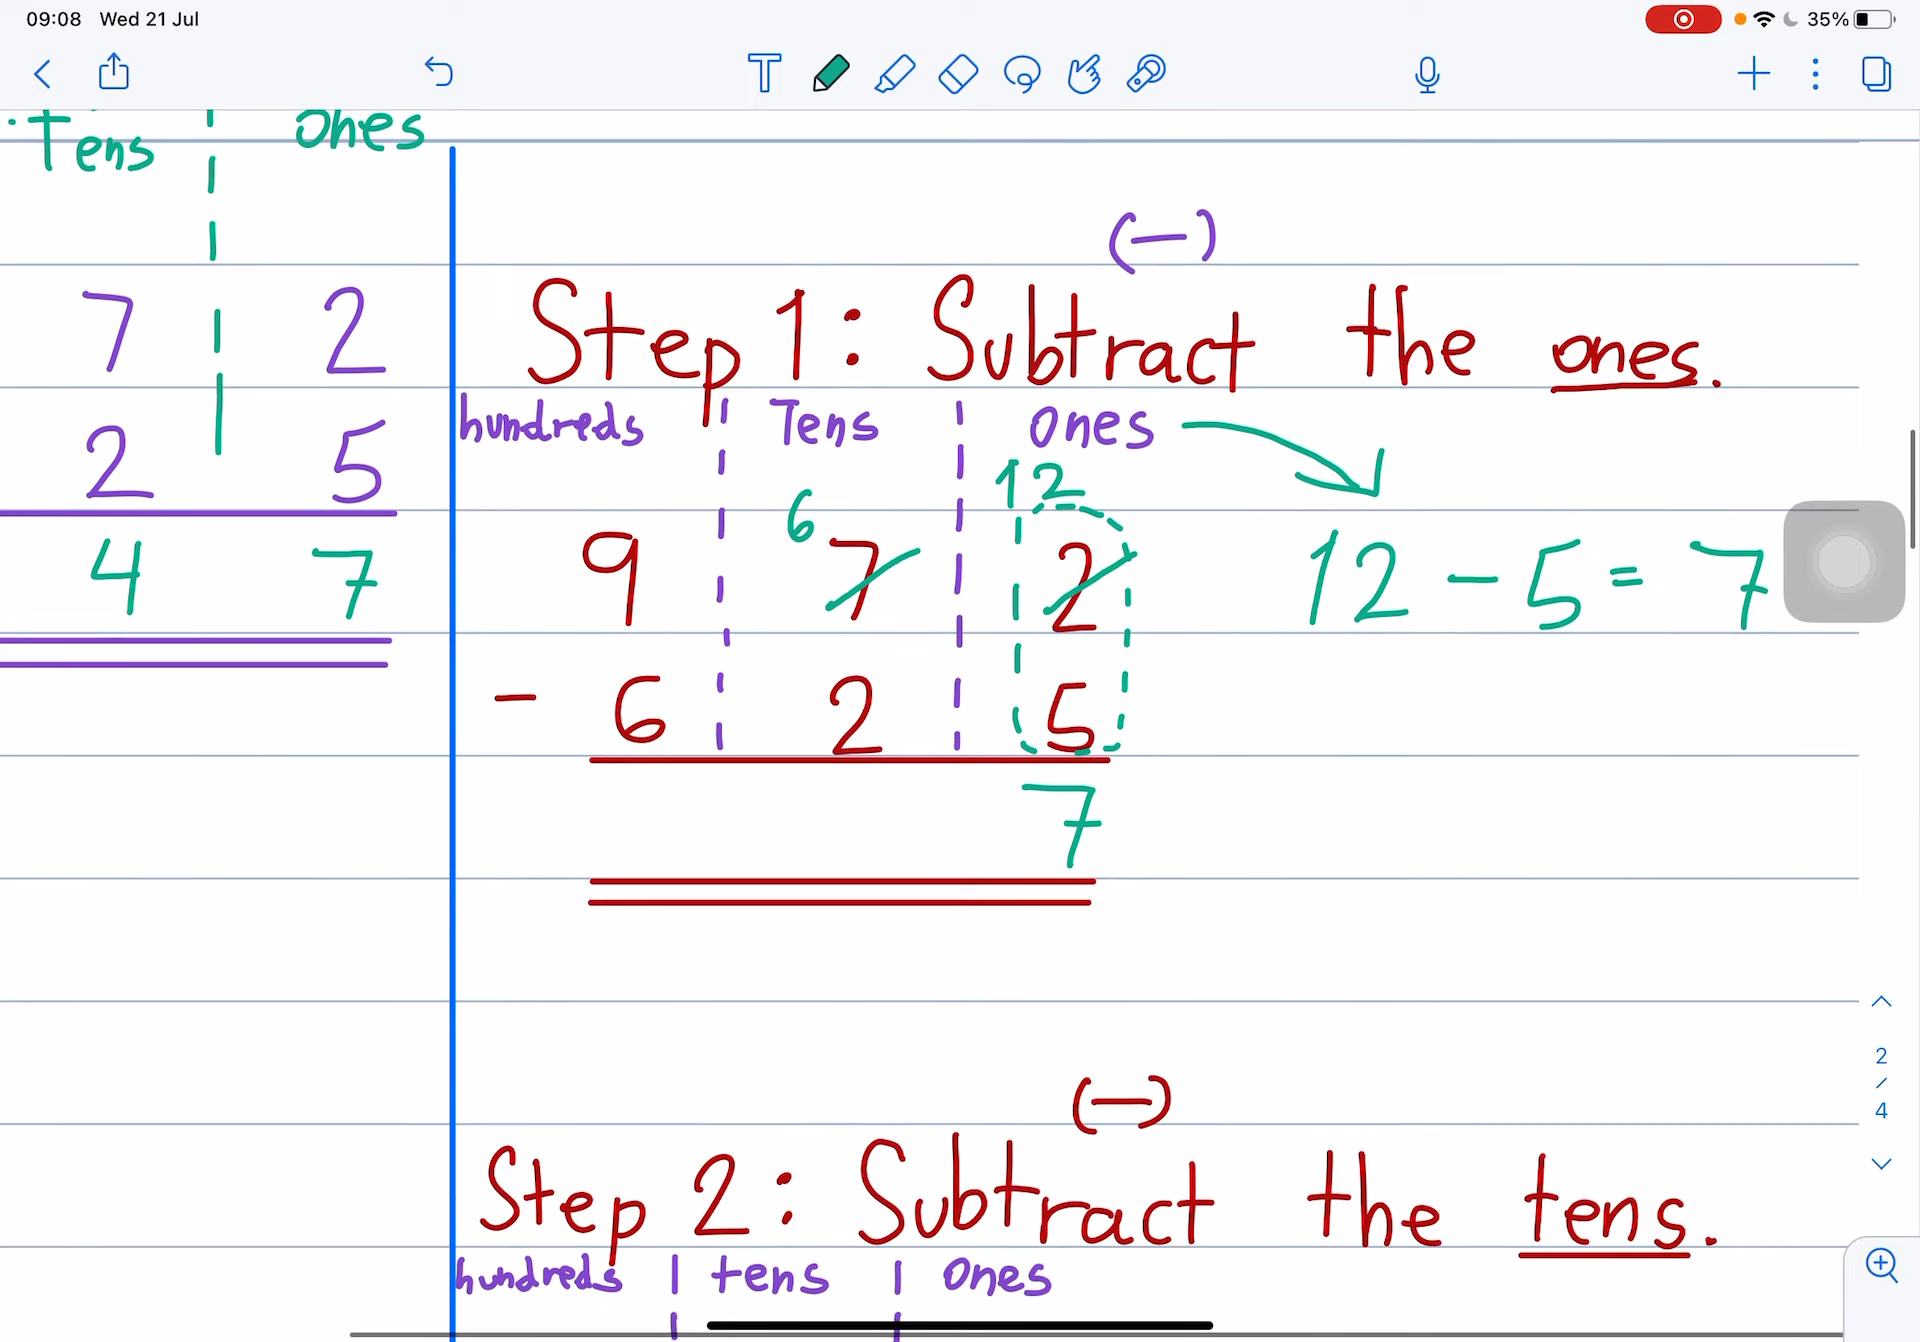 09:08 Wed 21 Jul 35%
T
Tens ones
7 2
2 5
4 7
(-)
Step 1: Subtract the ones.
hundreds Tens Ones
6 12
9 7 2 12 - 5 = 7
- 6 2 5
7
(-)
Step 2: Subtract the tens.
hundreds tens Ones
2
/
4